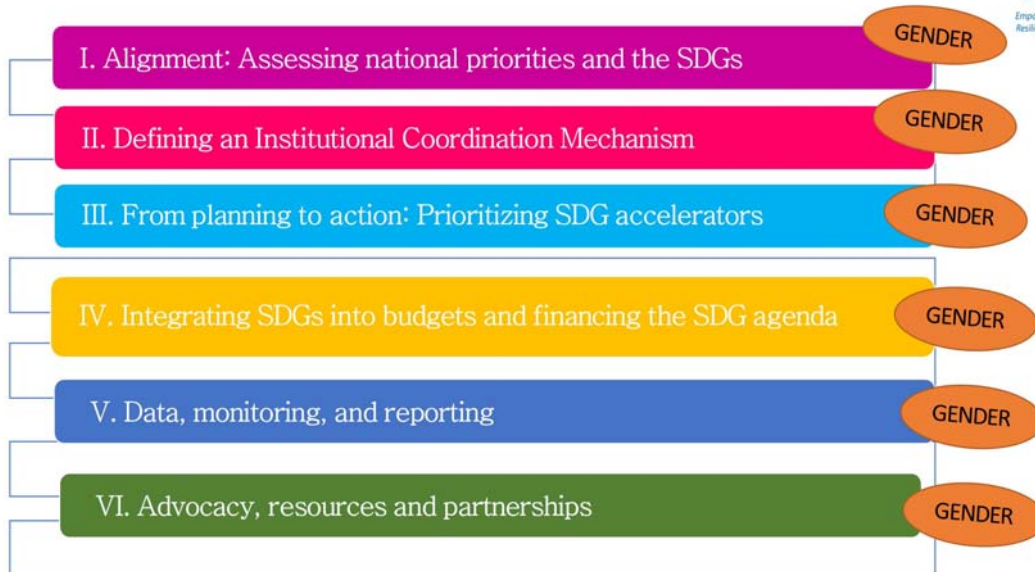 GENDER
I. Alignment: Assessing national priorities and the SDGs
GENDER
II. Defining an Institutional Coordination Mechanism
GENDER
III. From planning to action: Prioritizing SDG accelerators
GENDER
IV. Integrating SDGs into budgets and financing the SDG agenda
GENDER
V. Data, monitoring, and reporting
GENDER
VI. Advocacy, resources and partnerships